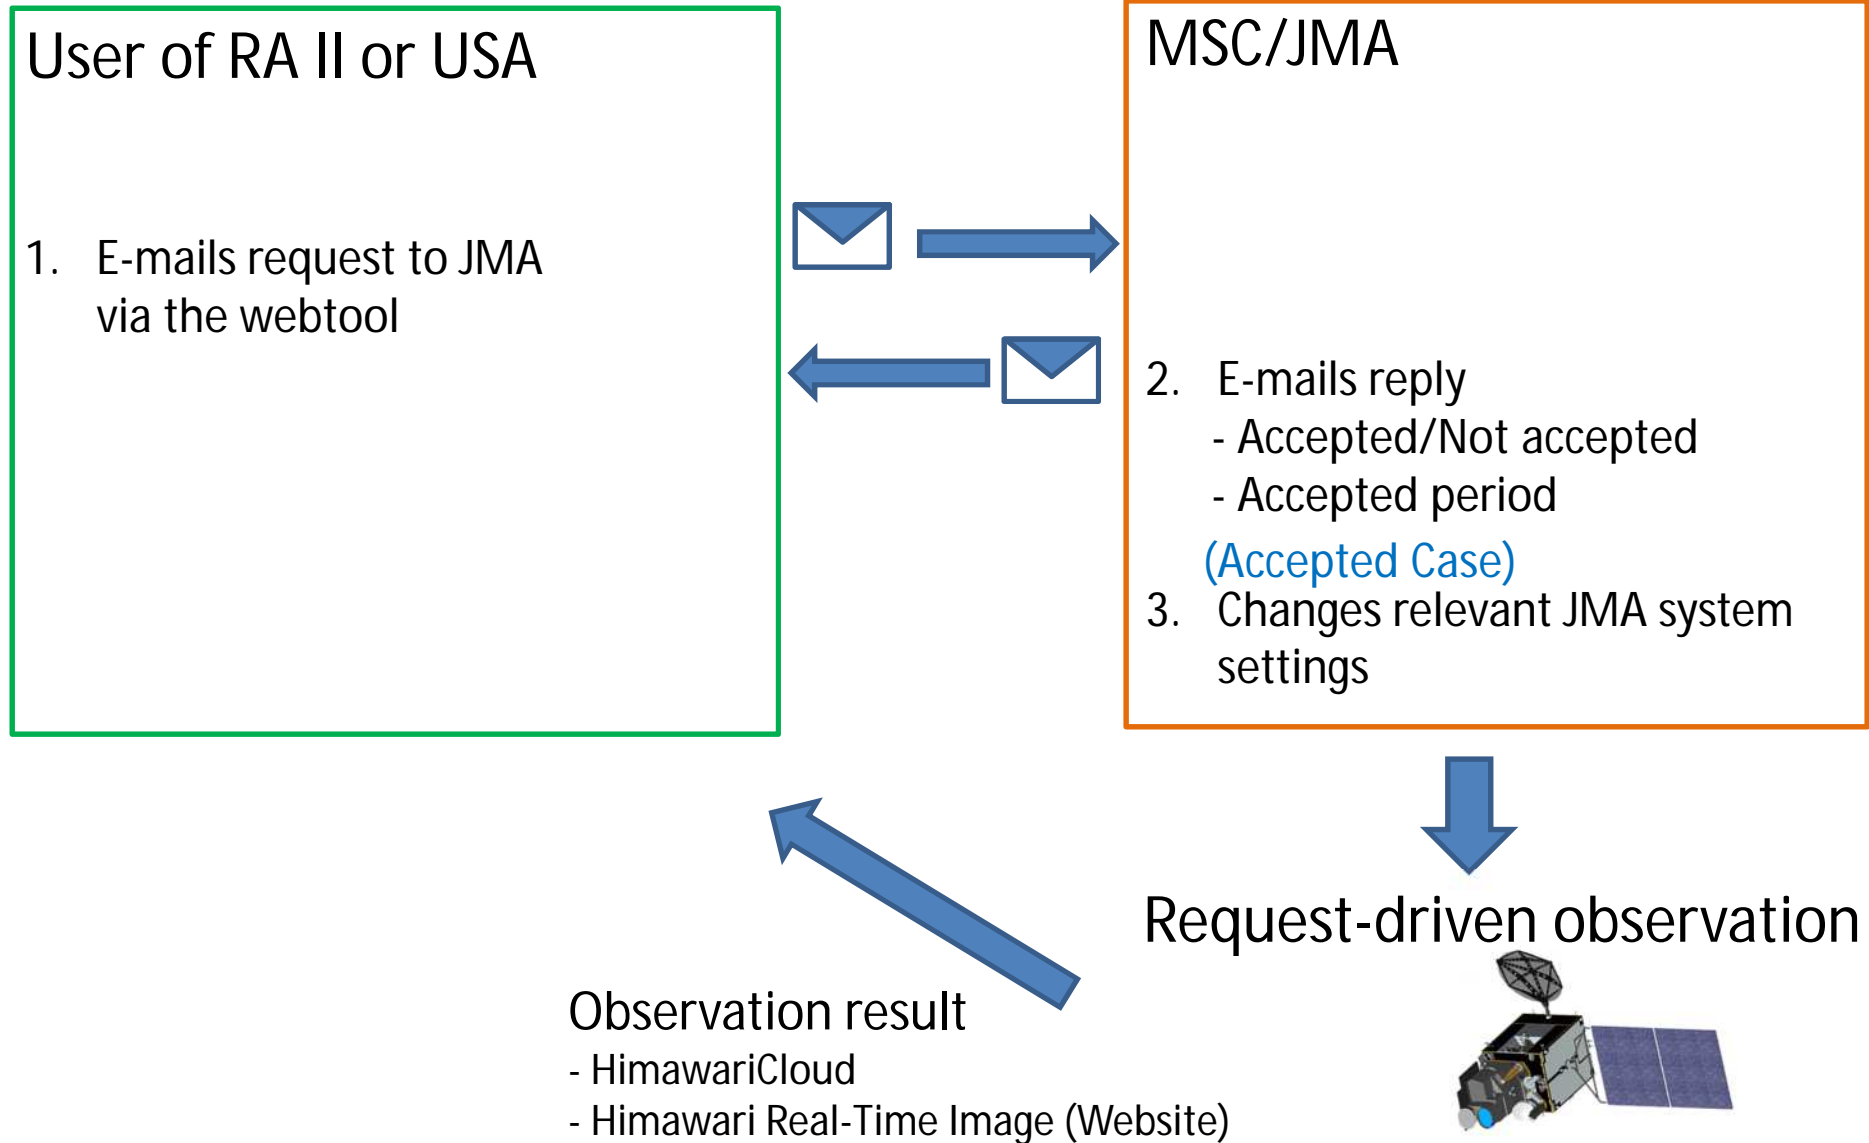 User of RA II or USA
1. E-mails request to JMA
via the webtool
MSC/JMA
2. E-mails reply
- Accepted/Not accepted
- Accepted period
(Accepted Case)
3. Changes relevant JMA system
settings
Request-driven observation
Observation result
- HimawariCloud
- Himawari Real-Time Image (Website)